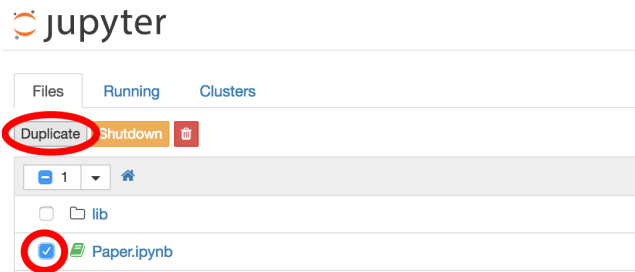 jupyter
Files Running Clusters
Duplicate Shutdown
1
lib
Paper.ipynb